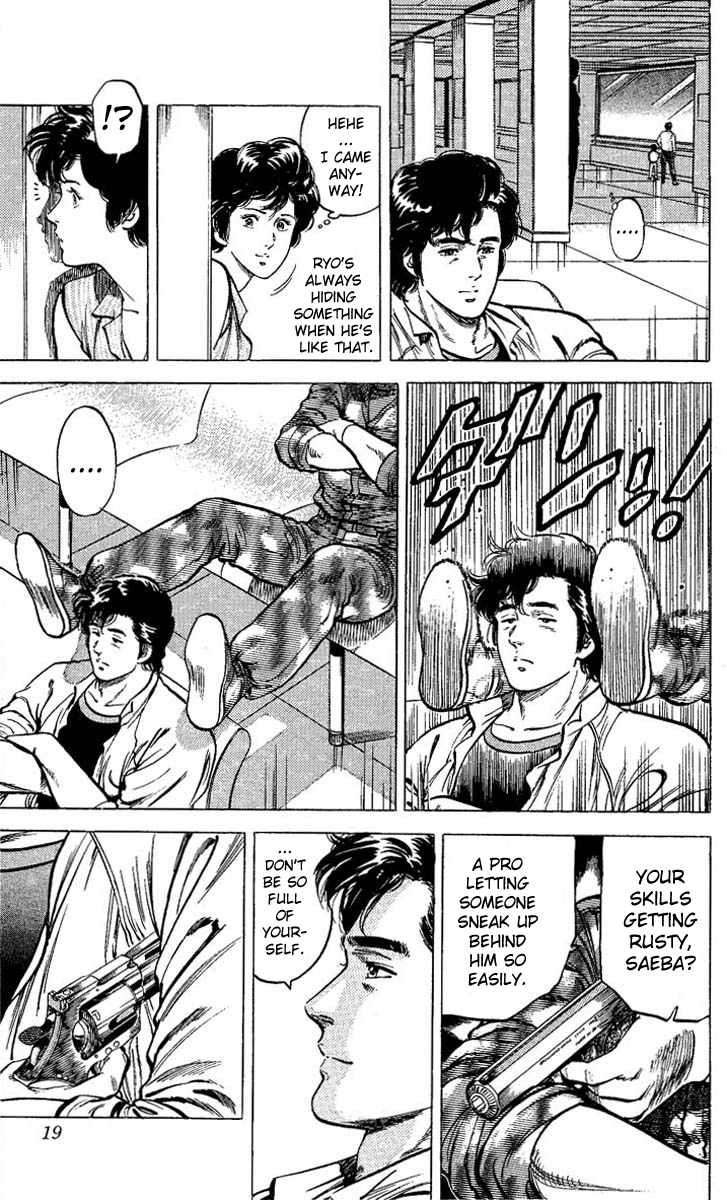 ....
HEHE
...
I CAME
ANY-
WAY!
RYO'S
ALWAYS
HIDING
SOMETHING
WHEN HE'S
LIKE THAT.
!?
....
YOUR
SKILLS
GETTING
RUSTY,
SAEBA?
A PRO
LETTING
SOMEONE
SNEAK UP
BEHIND
HIM SO
EASILY.
...
DON'T
BE SO
FULL
OF
YOUR-
SELF.
19